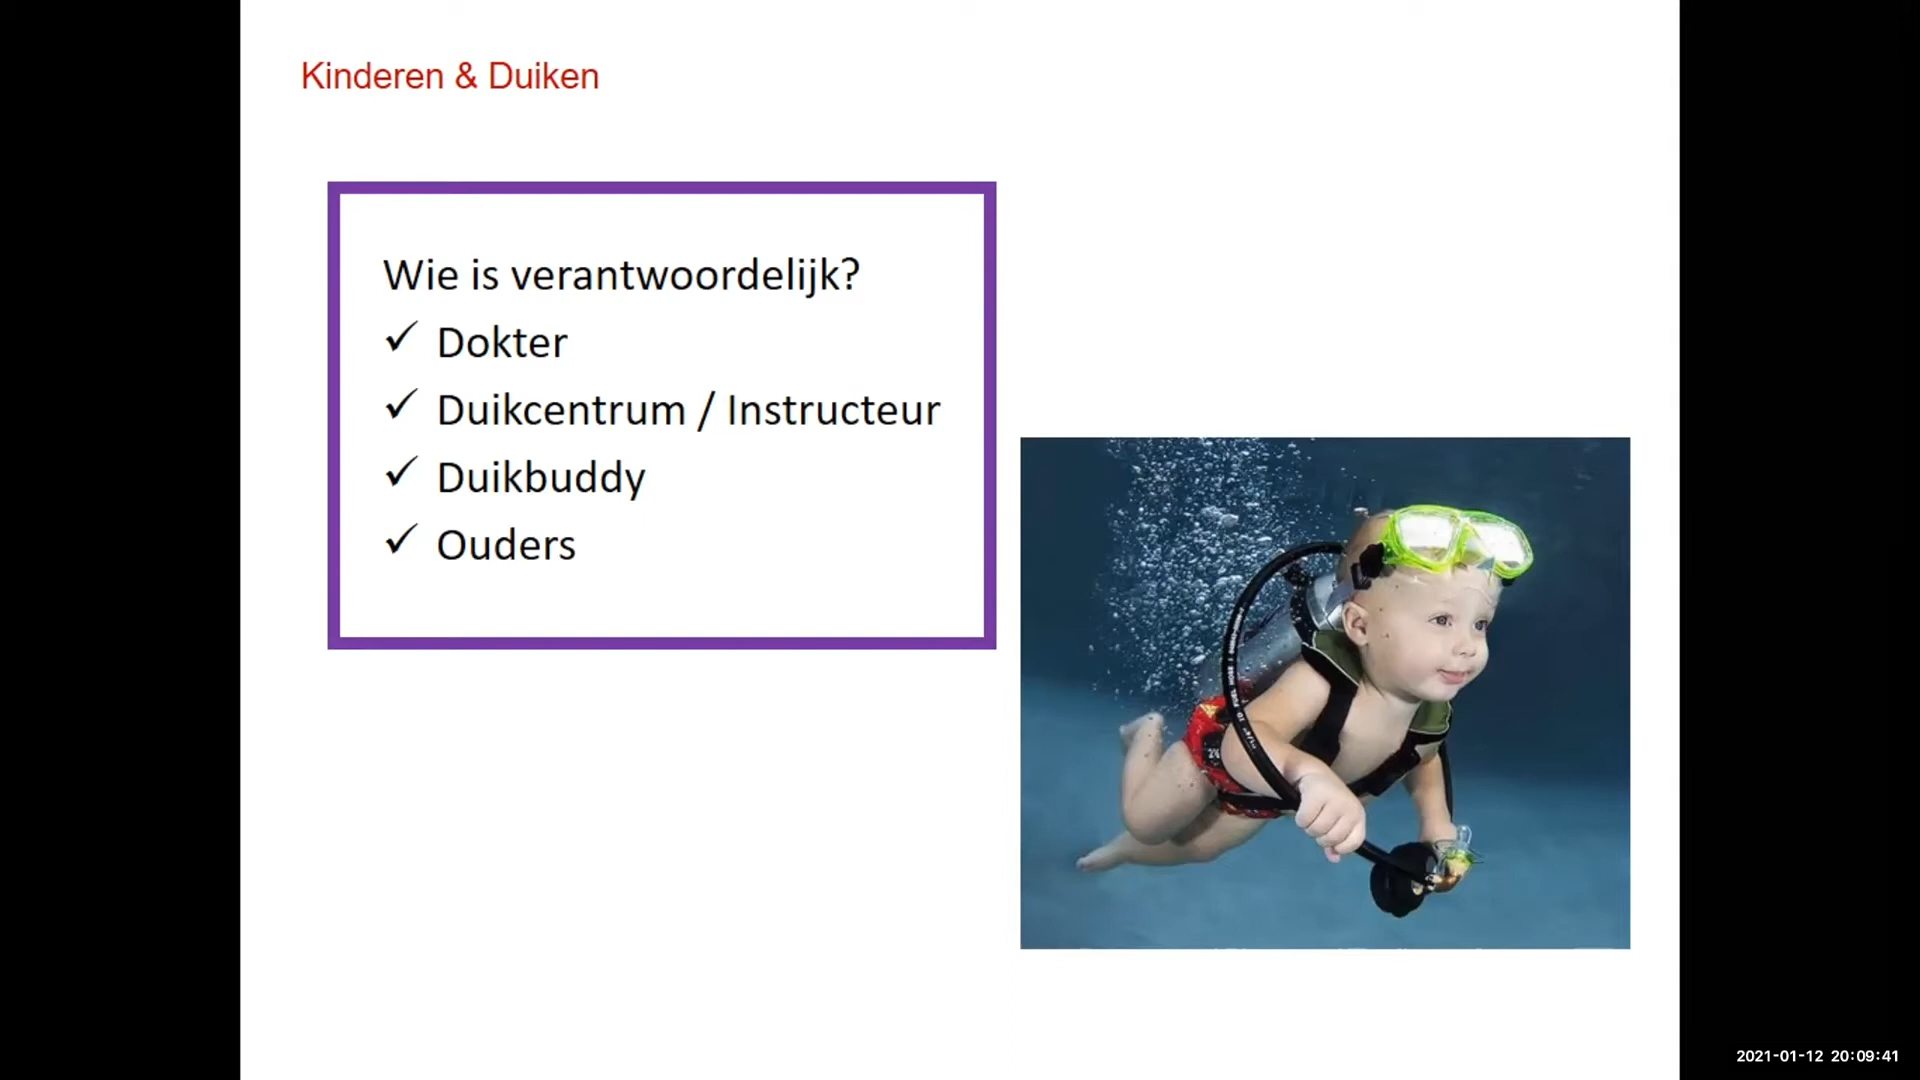 Kinderen & Duiken
Wie is verantwoordelijk?
✓ Dokter
✓ Duikcentrum / Instructeur
✓ Duikbuddy
✓ Ouders
2021-01-12 20:09:41